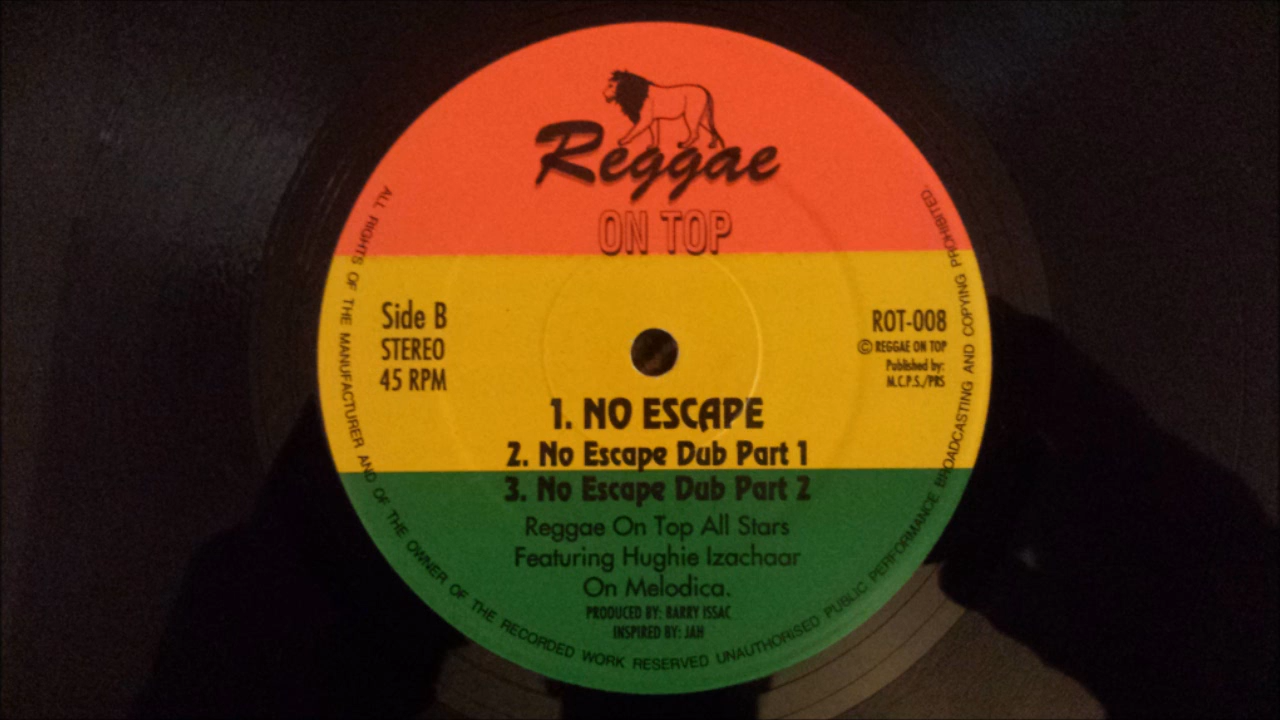 Reggae
ON TOP
Side B
STEREO
45 RPM
ROT-008
© REGGAE ON TOP
Published by:
M.C.P.S./PRS
1. NO ESCAPE
2. No Escape Dub Part 1
3. No Escape Dub Part 2
Reggae On Top All Stars
Featuring Hughie Izachaar
On Melodica.
PRODUCED BY: BARRY ISSAC
INSPIRED BY: JAH
ALL RIGHTS OF THE MANUFACTURER AND OF THE OWNER OF THE RECORDED WORK RESERVED UNAUTHORISED PUBLIC PERFORMANCE BROADCASTING AND COPYING PROHIBITED.